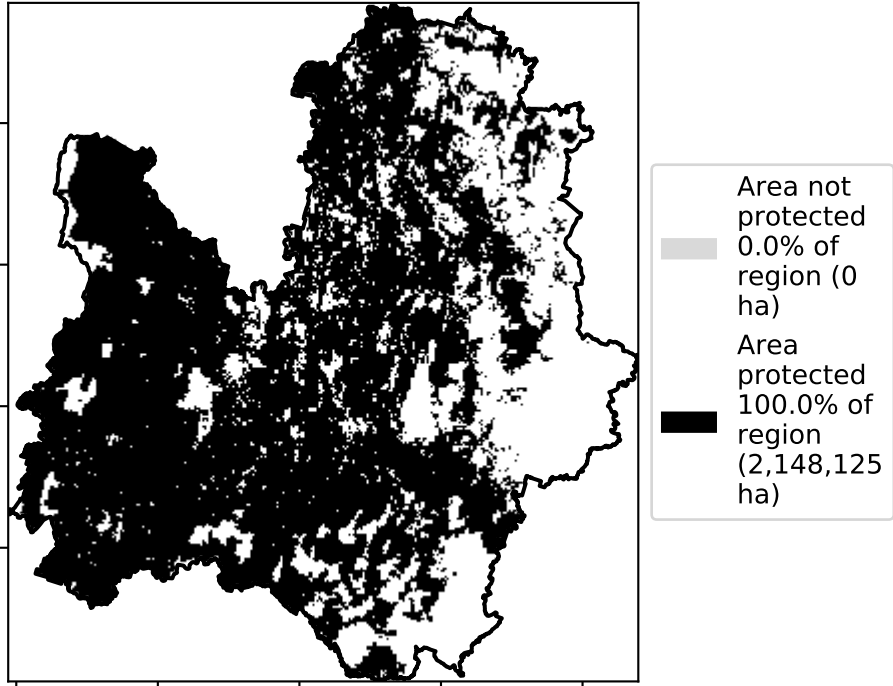 Area not
protected
0.0% of
region (0
ha)
Area
protected
100.0% of
region
(2,148,125
ha)